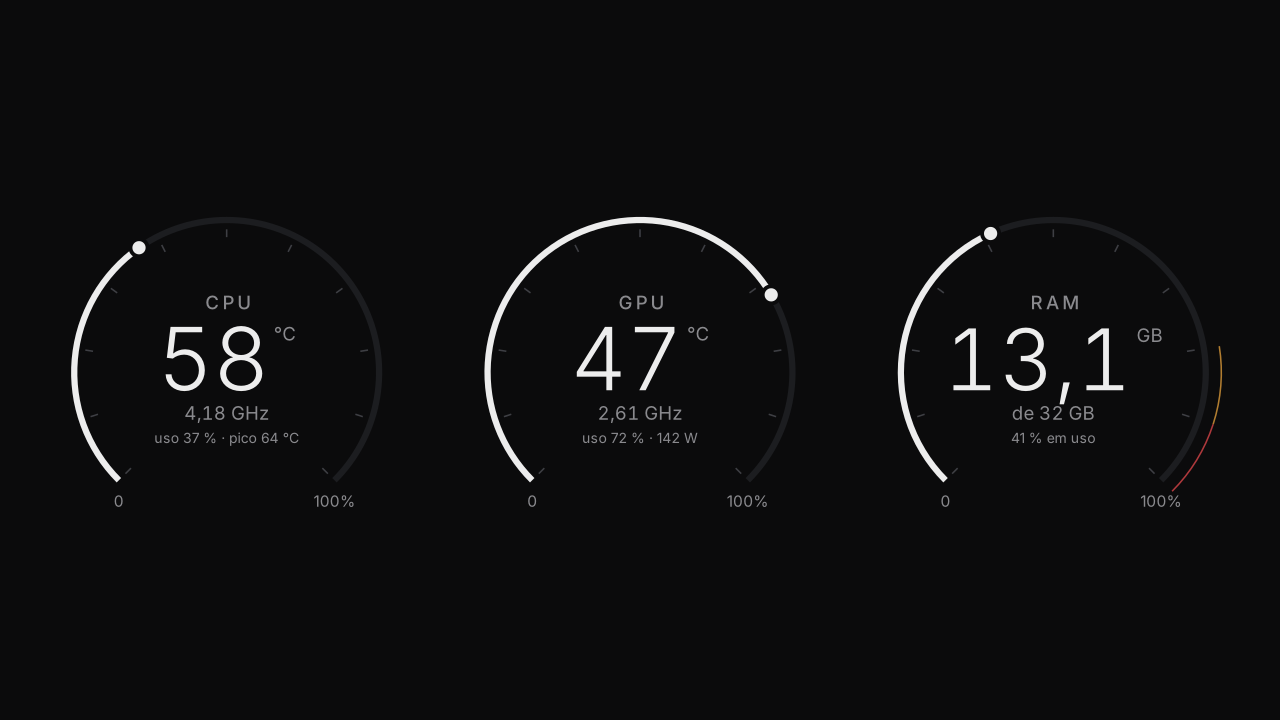 CPU
58 °C
4,18 GHz
uso 37 % · pico 64 °C
0 100%
GPU
47 °C
2,61 GHz
uso 72 % · 142 W
0 100%
RAM
13,1 GB
de 32 GB
41 % em uso
0 100%